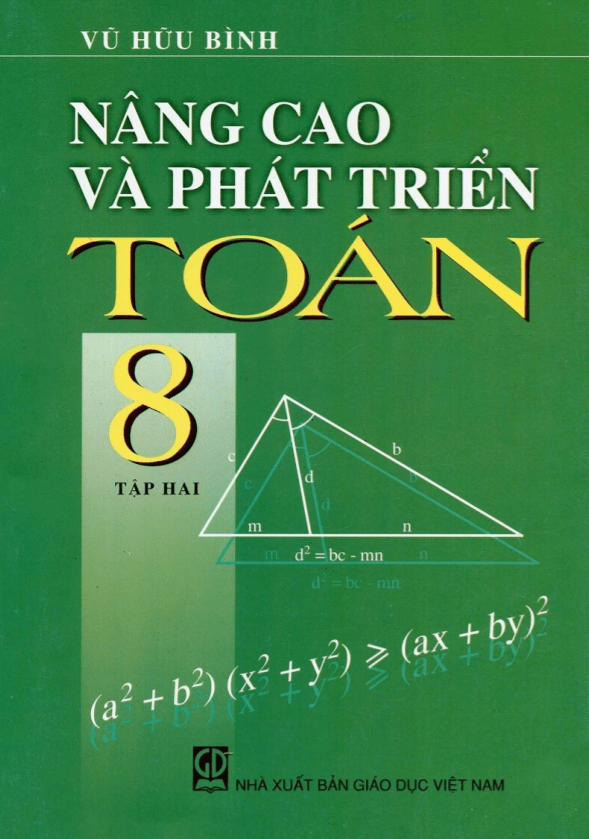 VŨ HỮU BÌNH
NÂNG CAO
VÀ PHÁT TRIỂN
TOÁN
8
TẬP HAI
c
b
d
m
n
d² = bc - mn
(a² + b²) (x² + y²) ⩾ (ax + by)²
GD
NHÀ XUẤT BẢN GIÁO DỤC VIỆT NAM